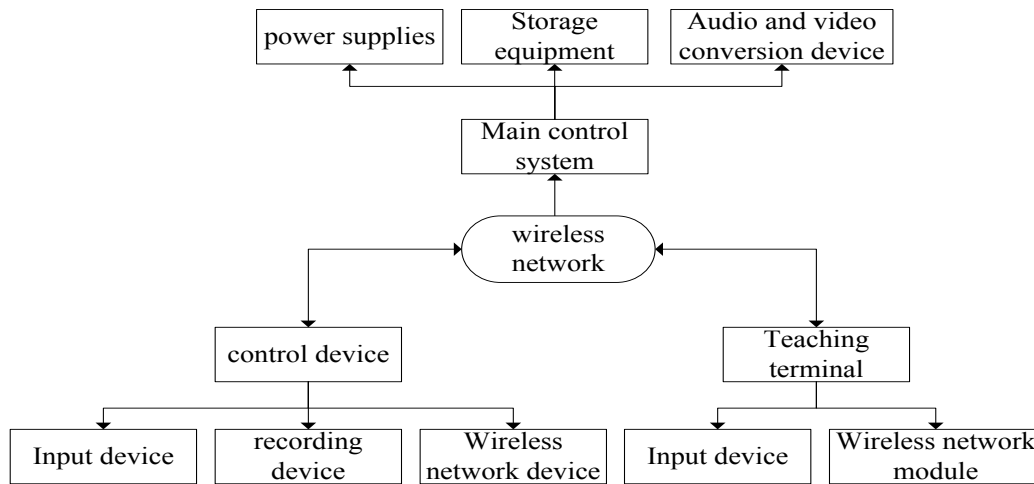 power supplies
Storage
equipment
Audio and video
conversion device
Main control
system
wireless
network
control device
Teaching
terminal
Input device
recording
device
Wireless
network device
Input device
Wireless network
module